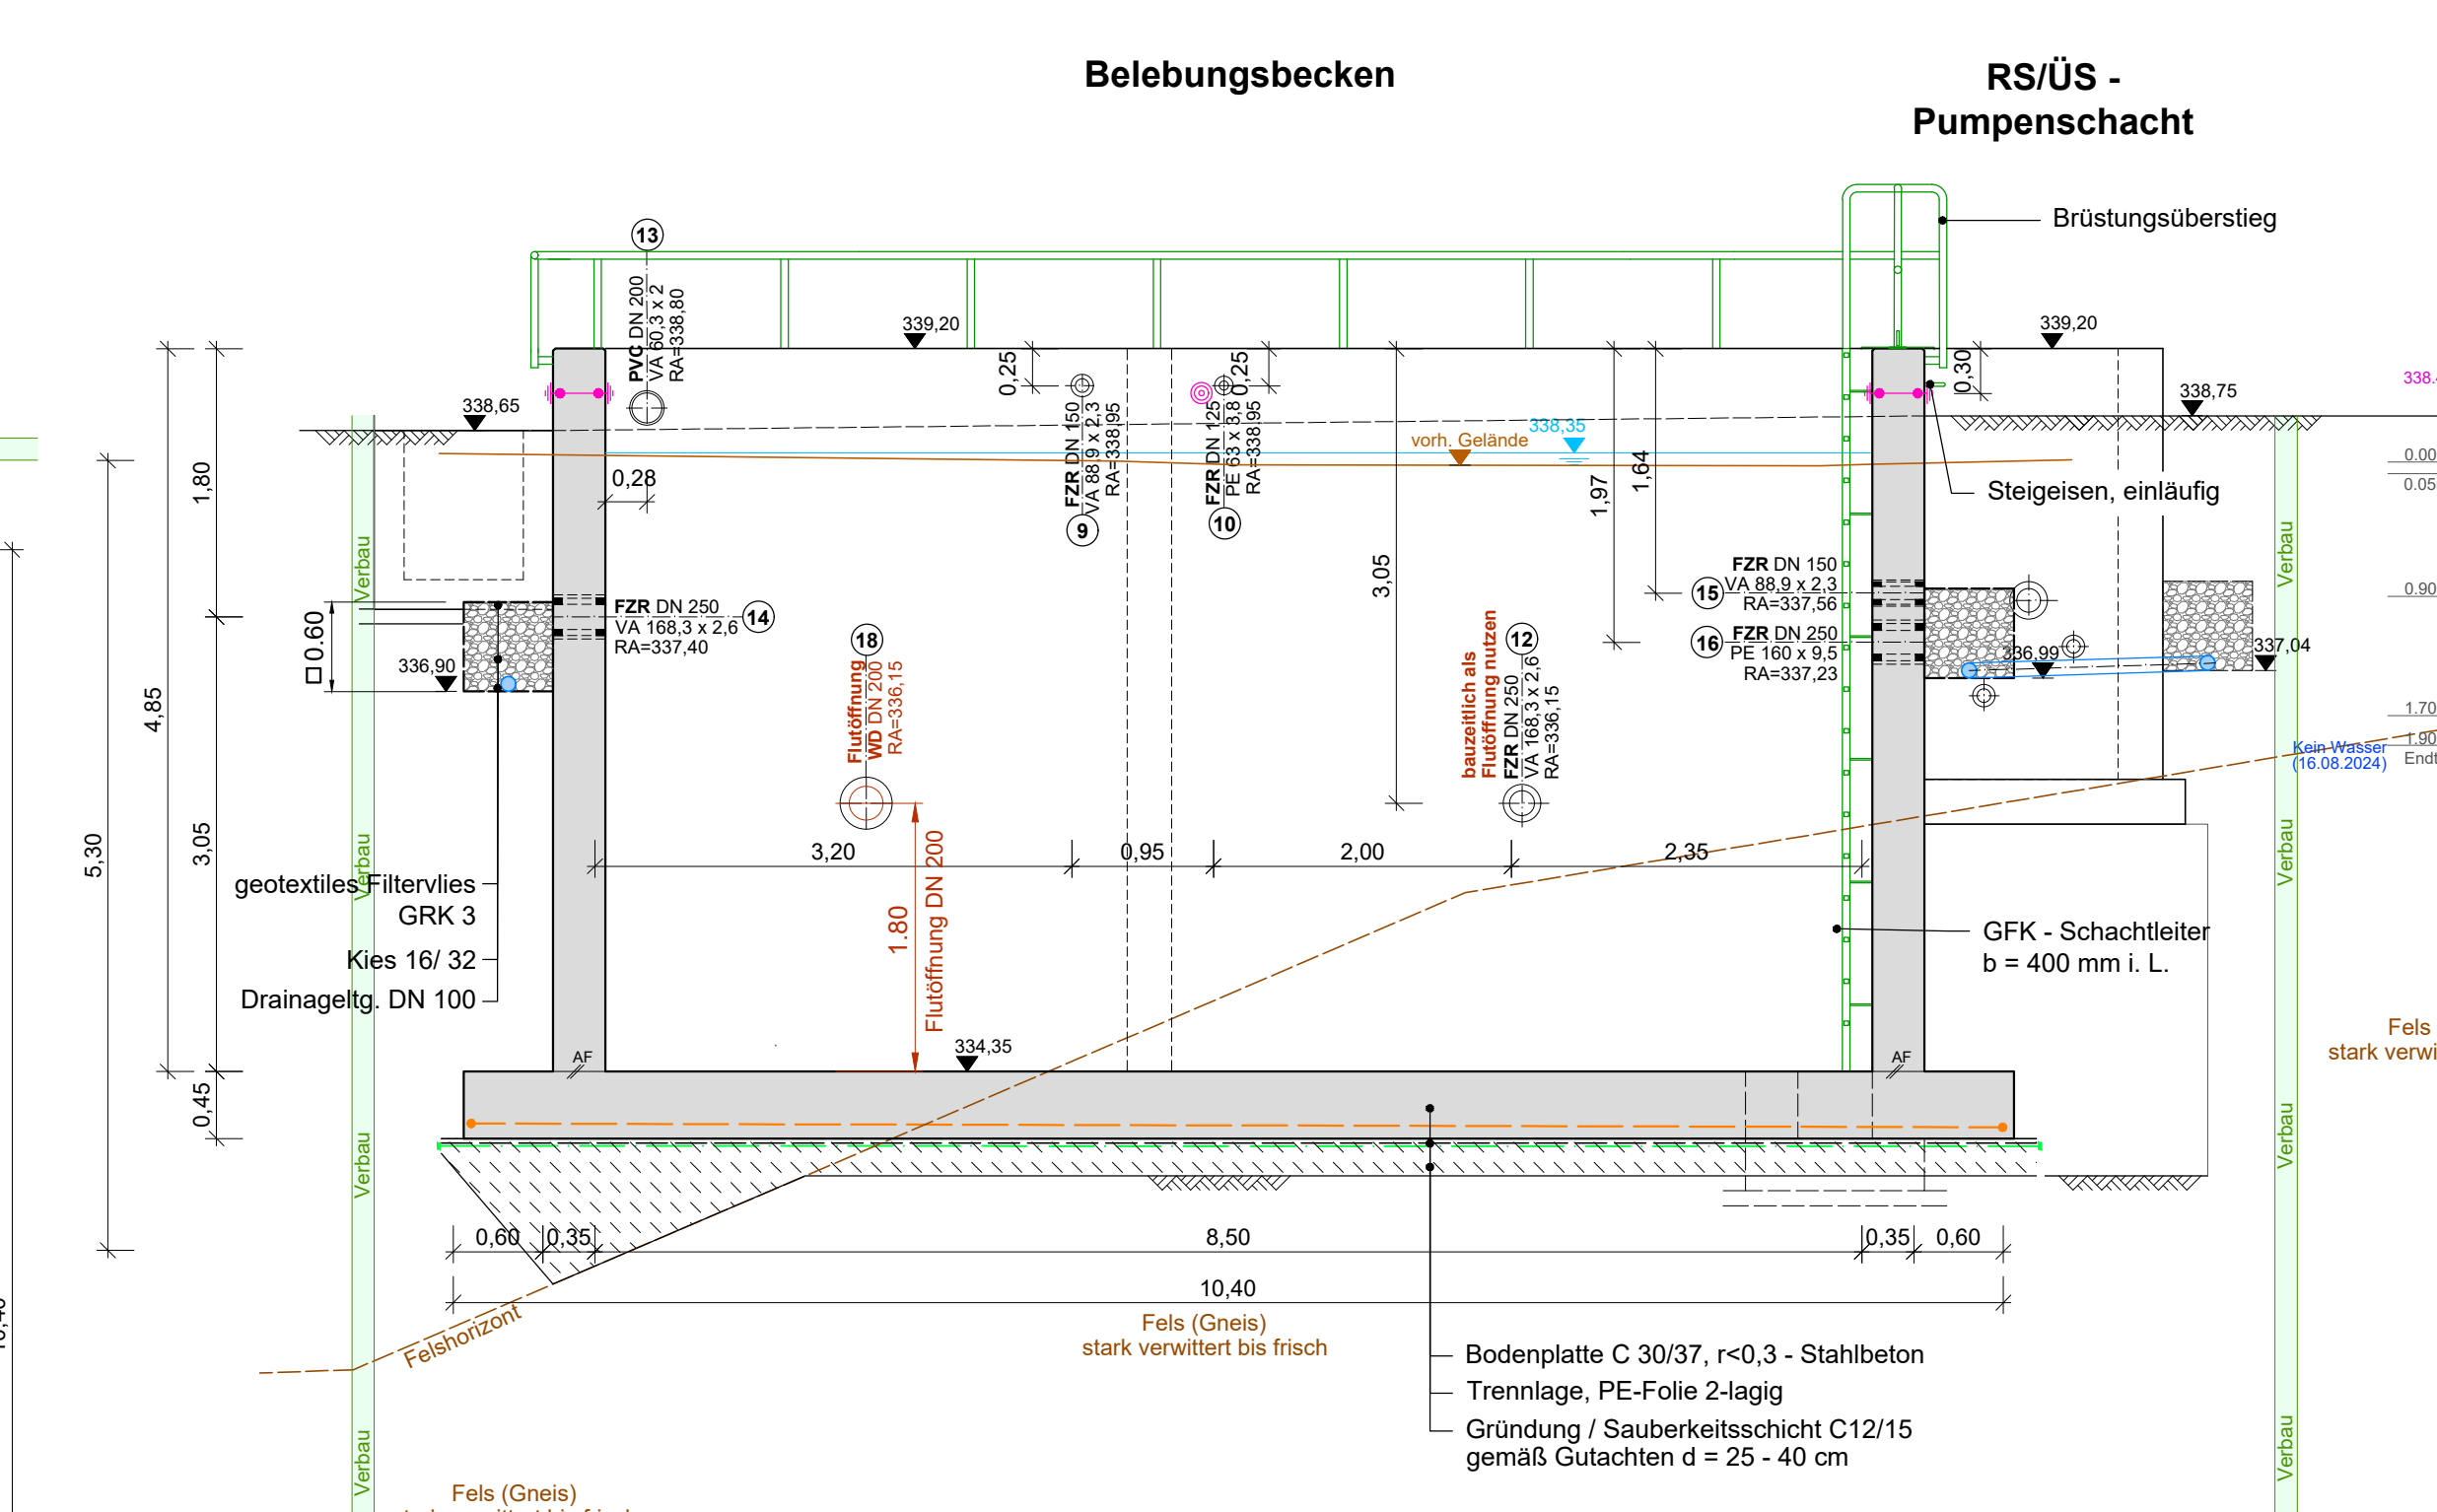 Belebungsbecken
RS/ÜS -
Pumpenschacht
Brüstungsüberstieg
13
PVC DN 200
VA 60,3 x 2
RA=338,80
339,20
339,20
0,25
0,25
0,30
338,65
338,75
vorh. Gelände
338,35
FZR DN 150
VA 88,9 x 2,3
RA=338,95
9
FZR DN 125
PE 63 x 3,8
RA=338,95
10
0,28
1,80
4,85
5,30
3,05
0,45
1,97
1,64
3,05
Steigeisen, einläufig
0.00
0.05
0.90
1.70
1.90
Verbau
Verbau
Verbau
Verbau
Verbau
Verbau
Verbau
Verbau
0.60
336,90
FZR DN 250
VA 168,3 x 2,6
RA=337,40
14
FZR DN 150
VA 88,9 x 2,3
RA=337,56
15
FZR DN 250
PE 160 x 9,5
RA=337,23
16
336,99
337,04
Kein Wasser
(16.08.2024)
18
Flutöffnung
WD DN 200
RA=336,15
bauzeitlich als
Flutöffnung nutzen
12
FZR DN 250
VA 168,3 x 2,6
RA=336,15
3,20
0,95
2,00
2,35
1.80
Flutöffnung DN 200
geotextiles Filtervlies
GRK 3
Kies 16/ 32
Drainageltg. DN 100
GFK - Schachtleiter
b = 400 mm i. L.
334,35
AF
AF
Fels
0,60
0,35
8,50
0,35
0,60
10,40
Felshorizont
Fels (Gneis)
stark verwittert bis frisch
Bodenplatte C 30/37, r<0,3 - Stahlbeton
Trennlage, PE-Folie 2-lagig
Gründung / Sauberkeitsschicht C12/15
gemäß Gutachten d = 25 - 40 cm
Fels (Gneis)